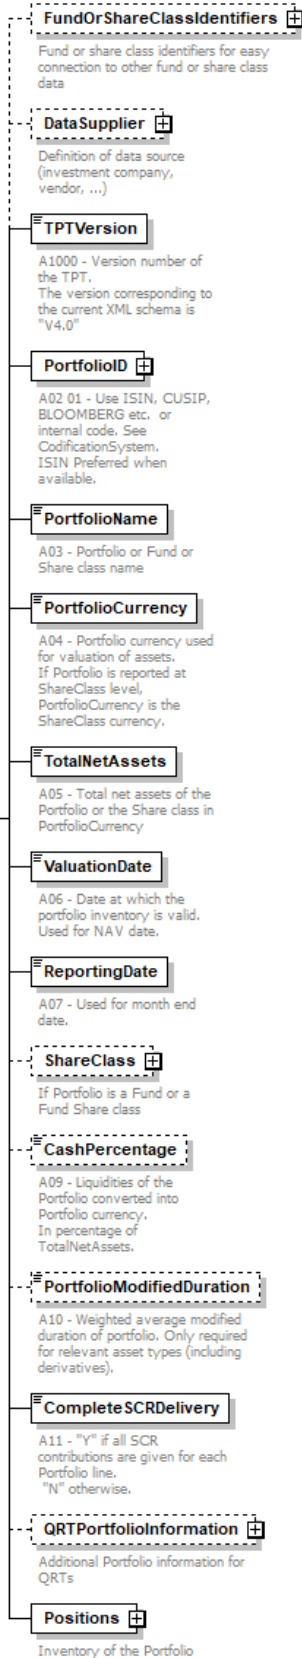 FundOrShareClassIdentifiers
Fund or share class identifiers for easy
connection to other fund or share class
data
DataSupplier
Definition of data source
(investment company,
vendor, ...)
TPTVersion
A1000 - Version number of
the TPT.
The version corresponding to
the current XML schema is
"V4.0"
PortfolioID
A02 01 - Use ISIN, CUSIP,
BLOOMBERG etc.  or
internal code. See
CodificationSystem.
ISIN Preferred when
available.
PortfolioName
A03 - Portfolio or Fund or
Share class name
PortfolioCurrency
A04 - Portfolio currency used
for valuation of assets.
If Portfolio is reported at
ShareClass level,
PortfolioCurrency is the
ShareClass currency.
TotalNetAssets
A05 - Total net assets of the
Portfolio or the Share class in
PortfolioCurrency
ValuationDate
A06 - Date at which the
portfolio inventory is valid.
Used for NAV date.
ReportingDate
A07 - Used for month end
date.
ShareClass
If Portfolio is a Fund or a
Fund Share class
CashPercentage
A09 - Liquidities of the
Portfolio converted into
Portfolio currency.
In percentage of
TotalNetAssets.
PortfolioModifiedDuration
A10 - Weighted average modified
duration of portfolio. Only required
for relevant asset types (including
derivatives).
CompleteSCRDelivery
A11 - "Y" if all SCR
contributions are given for each
Portfolio line.
"N" otherwise.
QRTPortfolioInformation
Additional Portfolio information for
QRTs
Positions
Inventory of the Portfolio